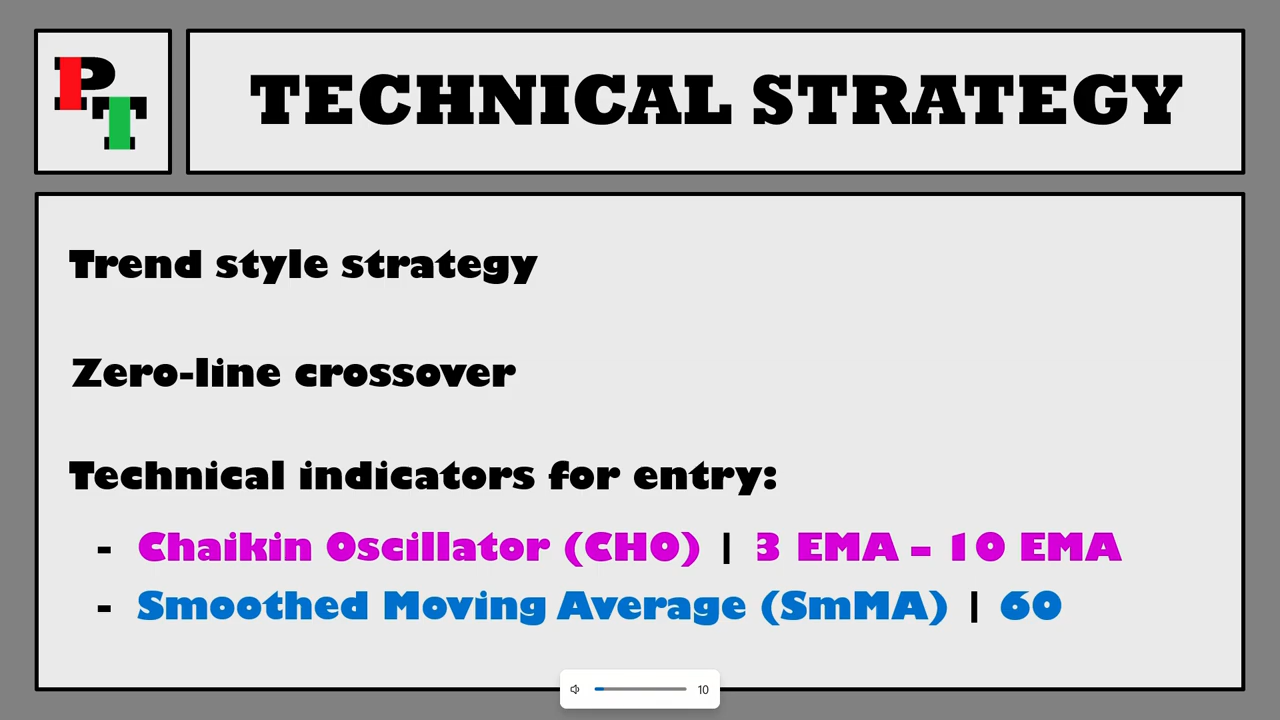 PT
TECHNICAL STRATEGY
Trend style strategy
Zero-line crossover
Technical indicators for entry:
- Chaikin Oscillator (CHO) | 3 EMA – 10 EMA
- Smoothed Moving Average (SmMA) | 60
10